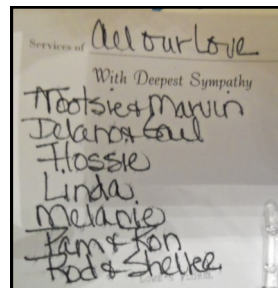 Services of All Our Love
With Deepest Sympathy
Tootsie & Marvin
Delano & Gail
Flossie
Linda
Melanie
Pam & Ron
Rod & Shellee